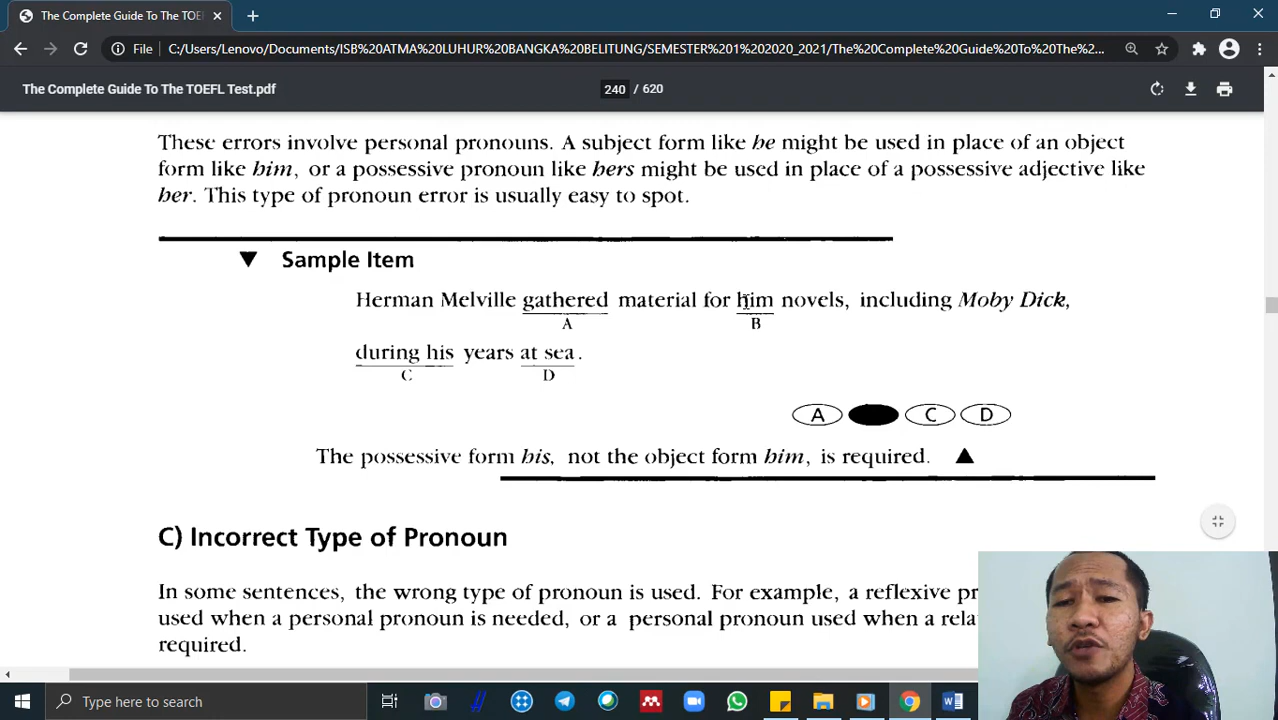 The Complete Guide To The TOE
File
C:/Users/Lenovo/Documents/ISB%20ATMA%20LUHUR%20BANGKA%20BELITUNG/SEMESTER%201%202020_2021/The%20Complete%20Guide%20To%20The%2...
The Complete Guide To The TOEFL Test.pdf
240 / 620
These errors involve personal pronouns. A subject form like he might be used in place of an object
form like him, or a possessive pronoun like hers might be used in place of a possessive adjective like
her. This type of pronoun error is usually easy to spot.
▼ Sample Item
Herman Melville gathered material for him novels, including Moby Dick,
A B
during his years at sea.
C D
A C D
The possessive form his, not the object form him, is required. ▲
C) Incorrect Type of Pronoun
In some sentences, the wrong type of pronoun is used. For example, a reflexive pr
used when a personal pronoun is needed, or a personal pronoun used when a rela
required.
Type here to search